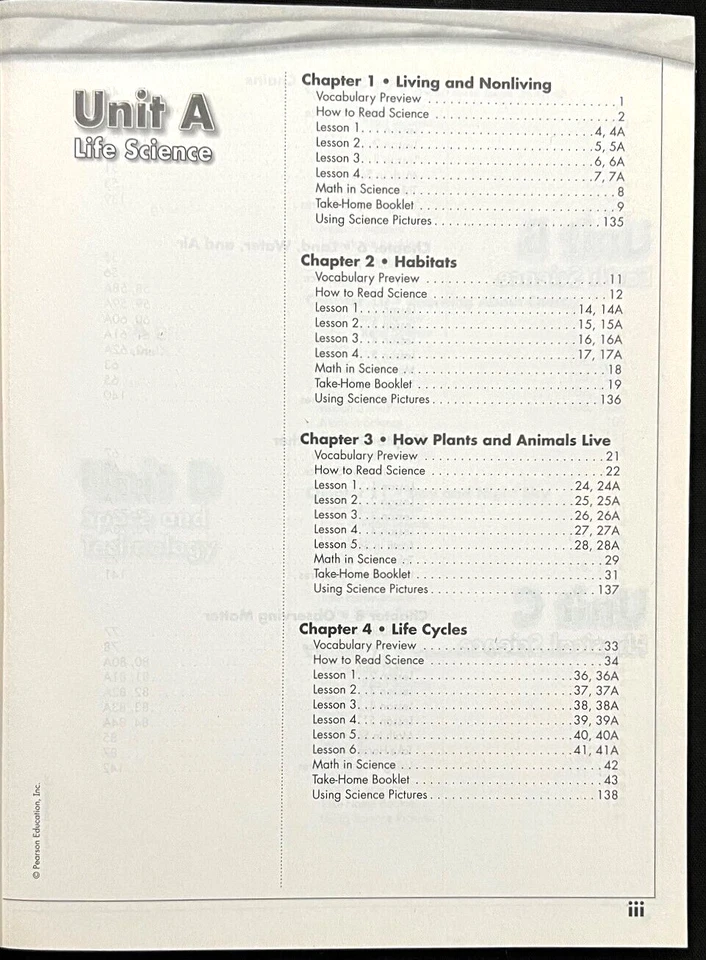 Unit A
Life Science
Chapter 1 • Living and Nonliving
Vocabulary Preview . . . . . . . . . . . . . . . . . . . . . . . . . 1
How to Read Science . . . . . . . . . . . . . . . . . . . . . . . 2
Lesson 1. . . . . . . . . . . . . . . . . . . . . . . . . . . . . . . 4, 4A
Lesson 2. . . . . . . . . . . . . . . . . . . . . . . . . . . . . . . 5, 5A
Lesson 3. . . . . . . . . . . . . . . . . . . . . . . . . . . . . . . 6, 6A
Lesson 4. . . . . . . . . . . . . . . . . . . . . . . . . . . . . . . 7, 7A
Math in Science . . . . . . . . . . . . . . . . . . . . . . . . . . . 8
Take-Home Booklet . . . . . . . . . . . . . . . . . . . . . . . . . 9
Using Science Pictures . . . . . . . . . . . . . . . . . . . . . 135
Chapter 2 • Habitats
Vocabulary Preview . . . . . . . . . . . . . . . . . . . . . . . . 11
How to Read Science . . . . . . . . . . . . . . . . . . . . . . . 12
Lesson 1. . . . . . . . . . . . . . . . . . . . . . . . . . . . . 14, 14A
Lesson 2. . . . . . . . . . . . . . . . . . . . . . . . . . . . . 15, 15A
Lesson 3. . . . . . . . . . . . . . . . . . . . . . . . . . . . . 16, 16A
Lesson 4. . . . . . . . . . . . . . . . . . . . . . . . . . . . . 17, 17A
Math in Science . . . . . . . . . . . . . . . . . . . . . . . . . . 18
Take-Home Booklet . . . . . . . . . . . . . . . . . . . . . . . . 19
Using Science Pictures . . . . . . . . . . . . . . . . . . . . . 136
Chapter 3 • How Plants and Animals Live
Vocabulary Preview . . . . . . . . . . . . . . . . . . . . . . . . 21
How to Read Science . . . . . . . . . . . . . . . . . . . . . . . 22
Lesson 1. . . . . . . . . . . . . . . . . . . . . . . . . . . . . 24, 24A
Lesson 2. . . . . . . . . . . . . . . . . . . . . . . . . . . . . 25, 25A
Lesson 3. . . . . . . . . . . . . . . . . . . . . . . . . . . . . 26, 26A
Lesson 4. . . . . . . . . . . . . . . . . . . . . . . . . . . . . 27, 27A
Lesson 5. . . . . . . . . . . . . . . . . . . . . . . . . . . . . 28, 28A
Math in Science . . . . . . . . . . . . . . . . . . . . . . . . . . 29
Take-Home Booklet . . . . . . . . . . . . . . . . . . . . . . . . 31
Using Science Pictures . . . . . . . . . . . . . . . . . . . . . 137
Chapter 4 • Life Cycles
Vocabulary Preview . . . . . . . . . . . . . . . . . . . . . . . . 33
How to Read Science . . . . . . . . . . . . . . . . . . . . . . . 34
Lesson 1. . . . . . . . . . . . . . . . . . . . . . . . . . . . . 36, 36A
Lesson 2. . . . . . . . . . . . . . . . . . . . . . . . . . . . . 37, 37A
Lesson 3. . . . . . . . . . . . . . . . . . . . . . . . . . . . . 38, 38A
Lesson 4. . . . . . . . . . . . . . . . . . . . . . . . . . . . . 39, 39A
Lesson 5. . . . . . . . . . . . . . . . . . . . . . . . . . . . . 40, 40A
Lesson 6. . . . . . . . . . . . . . . . . . . . . . . . . . . . . 41, 41A
Math in Science . . . . . . . . . . . . . . . . . . . . . . . . . . 42
Take-Home Booklet . . . . . . . . . . . . . . . . . . . . . . . . 43
Using Science Pictures . . . . . . . . . . . . . . . . . . . . . 138
© Pearson Education, Inc.
iii